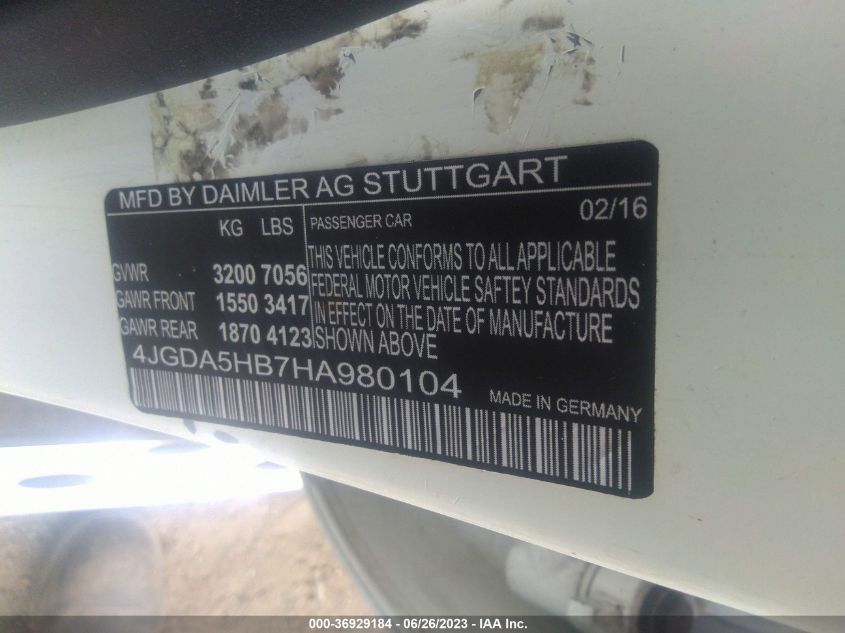 MFD BY DAIMLER AG STUTTGART
KG LBS PASSENGER CAR 02/16
GVWR 3200 7056
GAWR FRONT 1550 3417
GAWR REAR 1870 4123
THIS VEHICLE CONFORMS TO ALL APPLICABLE
FEDERAL MOTOR VEHICLE SAFTEY STANDARDS
IN EFFECT ON THE DATE OF MANUFACTURE
SHOWN ABOVE
4JGDA5HB7HA980104
MADE IN GERMANY
000-36929184 - 06/26/2023 - IAA Inc.